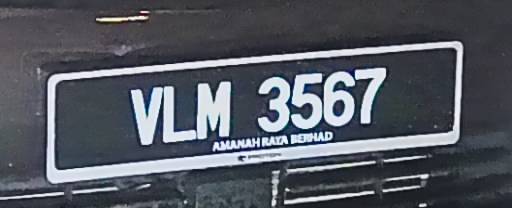 VLM 3567
AMANAH RAYA BERHAD